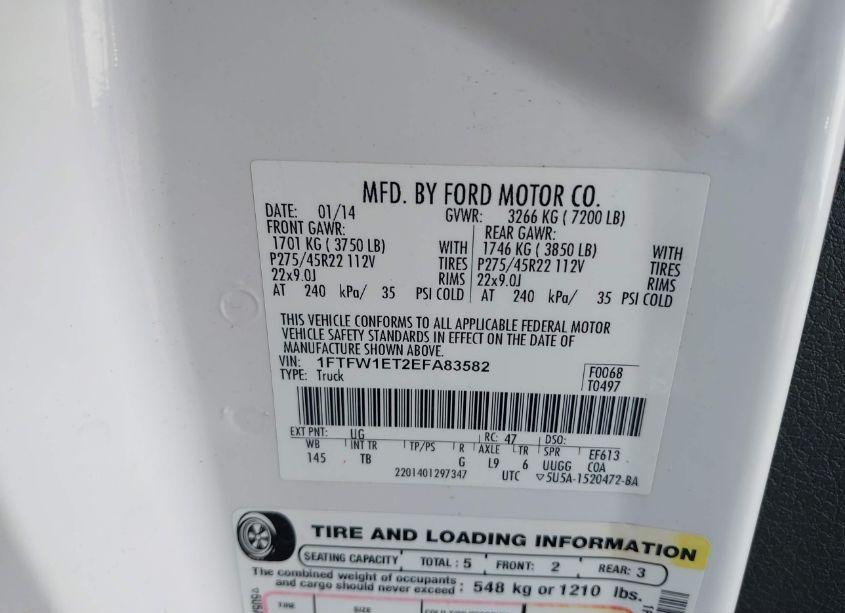 MFD. BY FORD MOTOR CO.
DATE: 01/14 GVWR: 3266 KG ( 7200 LB)
FRONT GAWR: REAR GAWR:
1701 KG ( 3750 LB) WITH 1746 KG ( 3850 LB) WITH
P275/45R22 112V TIRES P275/45R22 112V TIRES
22x9.0J RIMS 22x9.0J RIMS
AT 240 kPa/ 35 PSI COLD AT 240 kPa/ 35 PSI COLD
THIS VEHICLE CONFORMS TO ALL APPLICABLE FEDERAL MOTOR
VEHICLE SAFETY STANDARDS IN EFFECT ON THE DATE OF
MANUFACTURE SHOWN ABOVE.
VIN: 1FTFW1ET2EFA83582 F0068
TYPE: Truck T0497
EXT PNT: UG RC: 47 DSO:
WB INT TR TP/PS R AXLE TR SPR EF613
145 TB G L9 6 UUGG COA
2201401297347 UTC ▽5U5A-1520472-BA
TIRE AND LOADING INFORMATION
SEATING CAPACITY TOTAL : 5 FRONT: 2 REAR: 3
The combined weight of occupants
and cargo should never exceed : 548 kg or 1210 lbs.
TIRE SIZE